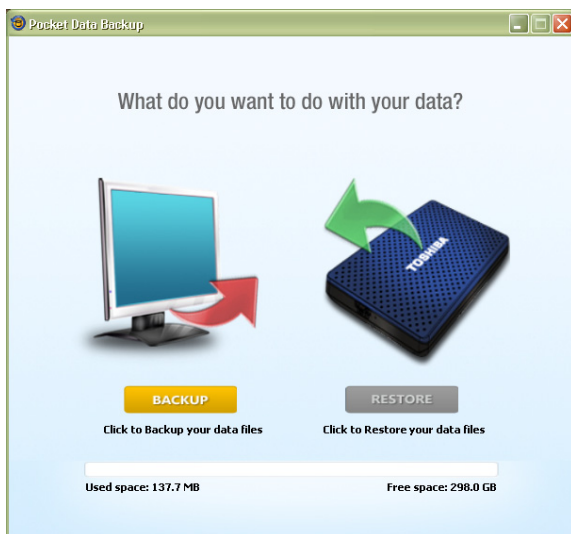 Pocket Data Backup
What do you want to do with your data?
TOSHIBA
BACKUP
RESTORE
Click to Backup your data files
Click to Restore your data files
Used space: 137.7 MB
Free space: 298.0 GB